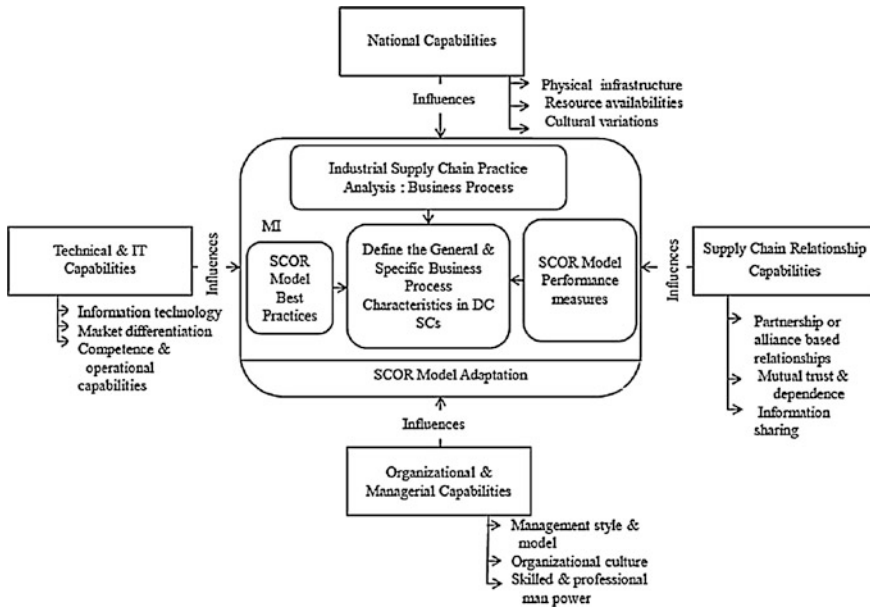 National Capabilities
Influences
Physical infrastructure
Resource availabilities
Cultural variations
Industrial Supply Chain Practice
Analysis : Business Process
MI
Technical & IT
Capabilities
Influences
SCOR
Model
Best
Practices
Define the General &
Specific Business
Process
Characteristics in DC
SCs
SCOR Model
Performance
measures
Influences
Supply Chain Relationship
Capabilities
Information technology
Market differentiation
Competence &
operational
capabilities
Partnership or
alliance based
relationships
Mutual trust &
dependence
Information
sharing
SCOR Model Adaptation
Influences
Organizational &
Managerial Capabilities
Management style &
model
Organizational culture
Skilled & professional
man power